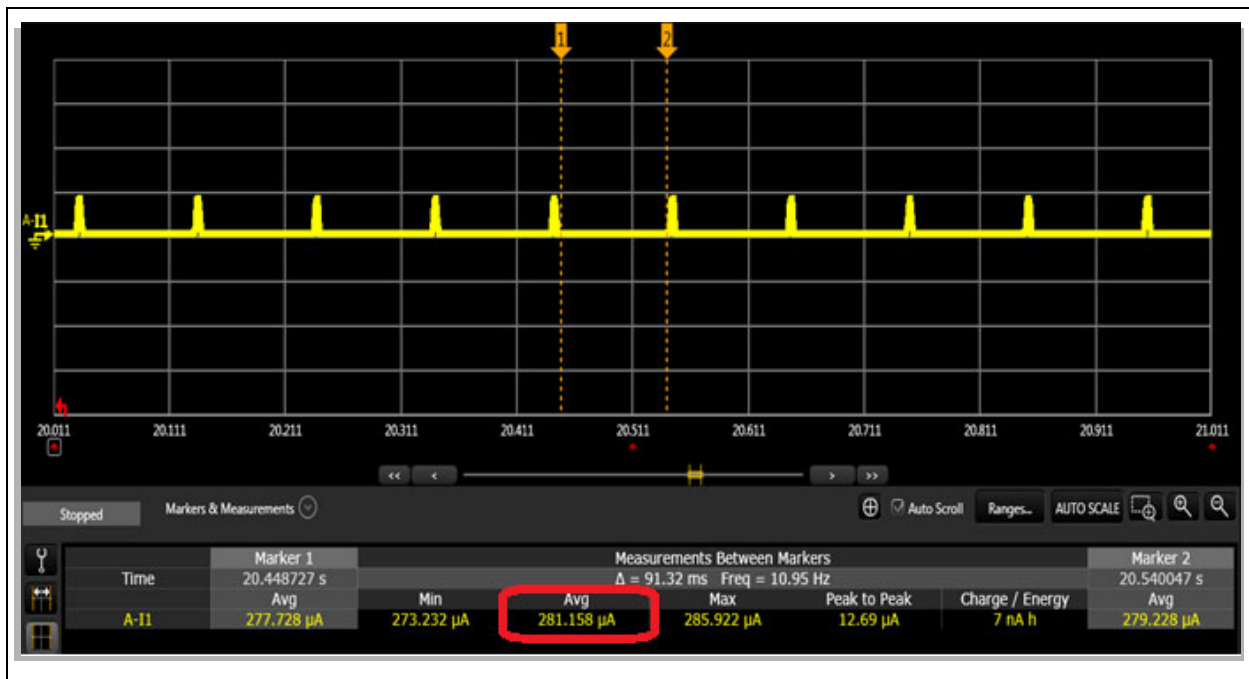 1 2
A-I1
20.011 20.111 20.211 20.311 20.411 20.511 20.611 20.711 20.811 20.911 21.011
<< < > >>
Stopped Markers & Measurements Auto Scroll Ranges... AUTO SCALE
Marker 1 Measurements Between Markers Marker 2
Time 20.448727 s Δ = 91.32 ms Freq = 10.95 Hz 20.540047 s
Avg Min Avg Max Peak to Peak Charge / Energy Avg
A-I1 277.728 µA 273.232 µA 281.158 µA 285.922 µA 12.69 µA 7 nA h 279.228 µA